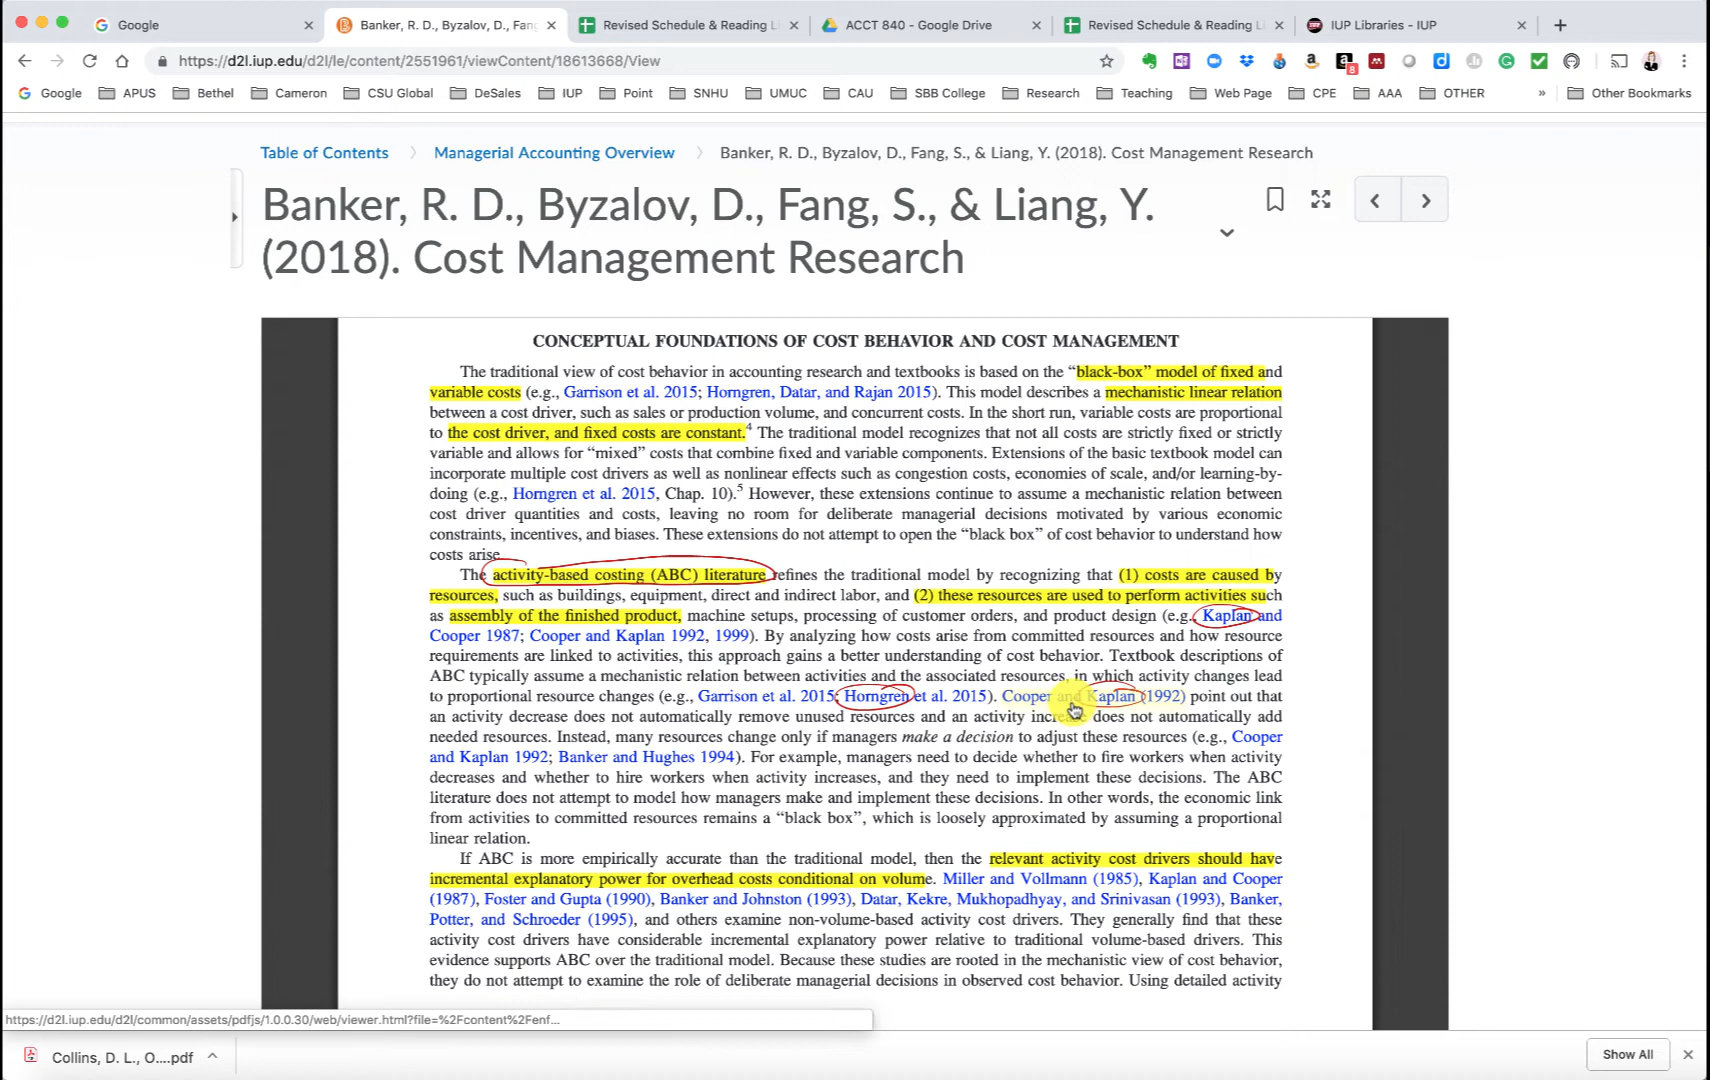 Google
Banker, R. D., Byzalov, D., Fang
Revised Schedule & Reading Li
ACCT 840 - Google Drive
Revised Schedule & Reading Li
IUP Libraries - IUP
https://d2l.iup.edu/d2l/le/content/2551961/viewContent/18613668/View
8
Google APUS Bethel Cameron CSU Global DeSales IUP Point SNHU UMUC CAU SBB College Research Teaching Web Page CPE AAA OTHER » Other Bookmarks
Table of Contents Managerial Accounting Overview Banker, R. D., Byzalov, D., Fang, S., & Liang, Y. (2018). Cost Management Research
Banker, R. D., Byzalov, D., Fang, S., & Liang, Y.
(2018). Cost Management Research
CONCEPTUAL FOUNDATIONS OF COST BEHAVIOR AND COST MANAGEMENT
The traditional view of cost behavior in accounting research and textbooks is based on the “black-box” model of fixed and
variable costs (e.g., Garrison et al. 2015; Horngren, Datar, and Rajan 2015). This model describes a mechanistic linear relation
between a cost driver, such as sales or production volume, and concurrent costs. In the short run, variable costs are proportional
to the cost driver, and fixed costs are constant.4 The traditional model recognizes that not all costs are strictly fixed or strictly
variable and allows for “mixed” costs that combine fixed and variable components. Extensions of the basic textbook model can
incorporate multiple cost drivers as well as nonlinear effects such as congestion costs, economies of scale, and/or learning-by-
doing (e.g., Horngren et al. 2015, Chap. 10).5 However, these extensions continue to assume a mechanistic relation between
cost driver quantities and costs, leaving no room for deliberate managerial decisions motivated by various economic
constraints, incentives, and biases. These extensions do not attempt to open the “black box” of cost behavior to understand how
costs arise.
The activity-based costing (ABC) literature refines the traditional model by recognizing that (1) costs are caused by
resources, such as buildings, equipment, direct and indirect labor, and (2) these resources are used to perform activities such
as assembly of the finished product, machine setups, processing of customer orders, and product design (e.g., Kaplan and
Cooper 1987; Cooper and Kaplan 1992, 1999). By analyzing how costs arise from committed resources and how resource
requirements are linked to activities, this approach gains a better understanding of cost behavior. Textbook descriptions of
ABC typically assume a mechanistic relation between activities and the associated resources, in which activity changes lead
to proportional resource changes (e.g., Garrison et al. 2015; Horngren et al. 2015). Cooper and Kaplan (1992) point out that
an activity decrease does not automatically remove unused resources and an activity increase does not automatically add
needed resources. Instead, many resources change only if managers make a decision to adjust these resources (e.g., Cooper
and Kaplan 1992; Banker and Hughes 1994). For example, managers need to decide whether to fire workers when activity
decreases and whether to hire workers when activity increases, and they need to implement these decisions. The ABC
literature does not attempt to model how managers make and implement these decisions. In other words, the economic link
from activities to committed resources remains a “black box”, which is loosely approximated by assuming a proportional
linear relation.
If ABC is more empirically accurate than the traditional model, then the relevant activity cost drivers should have
incremental explanatory power for overhead costs conditional on volume. Miller and Vollmann (1985), Kaplan and Cooper
(1987), Foster and Gupta (1990), Banker and Johnston (1993), Datar, Kekre, Mukhopadhyay, and Srinivasan (1993), Banker,
Potter, and Schroeder (1995), and others examine non-volume-based activity cost drivers. They generally find that these
activity cost drivers have considerable incremental explanatory power relative to traditional volume-based drivers. This
evidence supports ABC over the traditional model. Because these studies are rooted in the mechanistic view of cost behavior,
they do not attempt to examine the role of deliberate managerial decisions in observed cost behavior. Using detailed activity
https://d2l.iup.edu/d2l/common/assets/pdfjs/1.0.0.30/web/viewer.html?file=%2Fcontent%2Fenf...
Collins, D. L., O....pdf
Show All